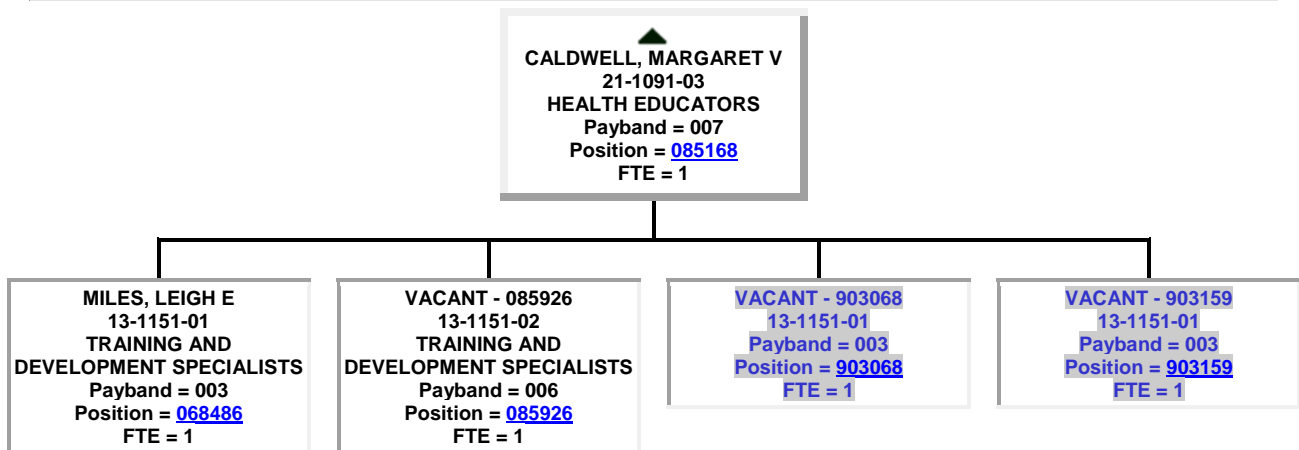 CALDWELL, MARGARET V
21-1091-03
HEALTH EDUCATORS
Payband = 007
Position = 085168
FTE = 1
MILES, LEIGH E
13-1151-01
TRAINING AND
DEVELOPMENT SPECIALISTS
Payband = 003
Position = 068486
FTE = 1
VACANT - 085926
13-1151-02
TRAINING AND
DEVELOPMENT SPECIALISTS
Payband = 006
Position = 085926
FTE = 1
VACANT - 903068
13-1151-01
Payband = 003
Position = 903068
FTE = 1
VACANT - 903159
13-1151-01
Payband = 003
Position = 903159
FTE = 1